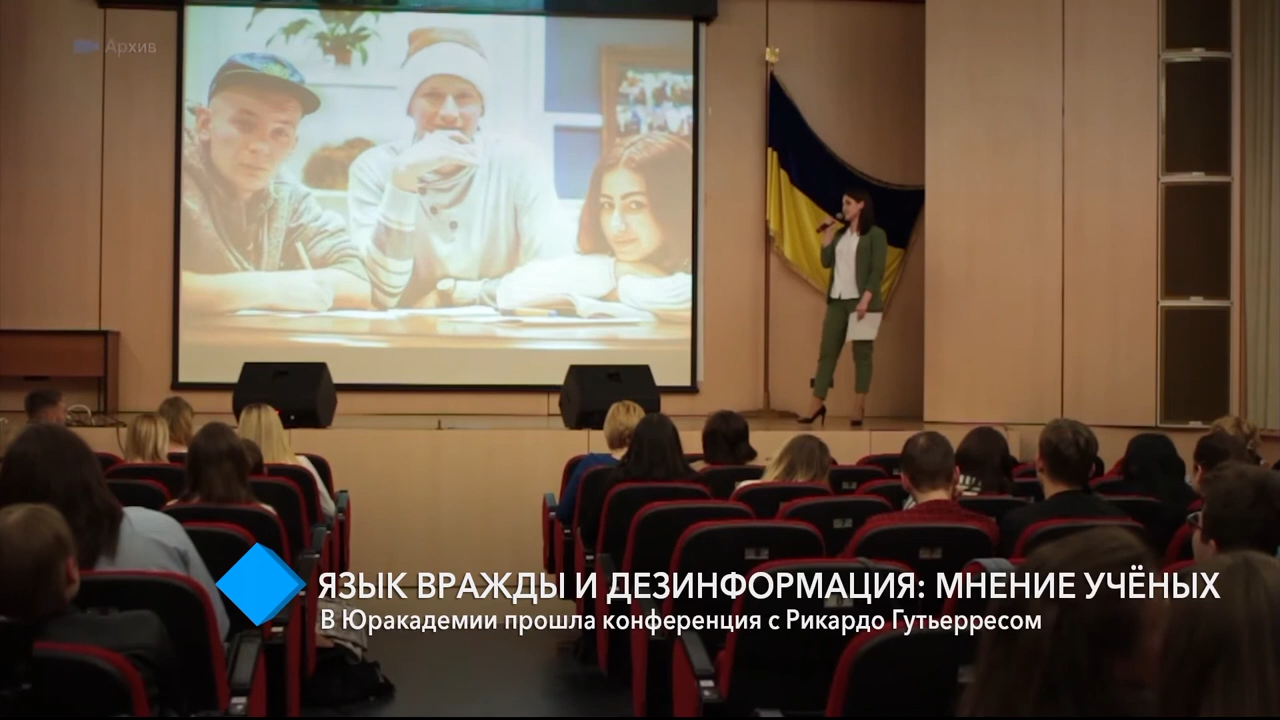 Архив
ЯЗЫК ВРАЖДЫ И ДЕЗИНФОРМАЦИЯ: МНЕНИЕ УЧЁНЫХ
В Юракадемии прошла конференция с Рикардо Гутьерресом